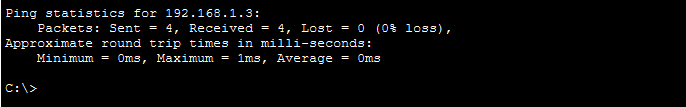 Ping statistics for 192.168.1.3:
    Packets: Sent = 4, Received = 4, Lost = 0 (0% loss),
Approximate round trip times in milli-seconds:
    Minimum = 0ms, Maximum = 1ms, Average = 0ms
C:\>